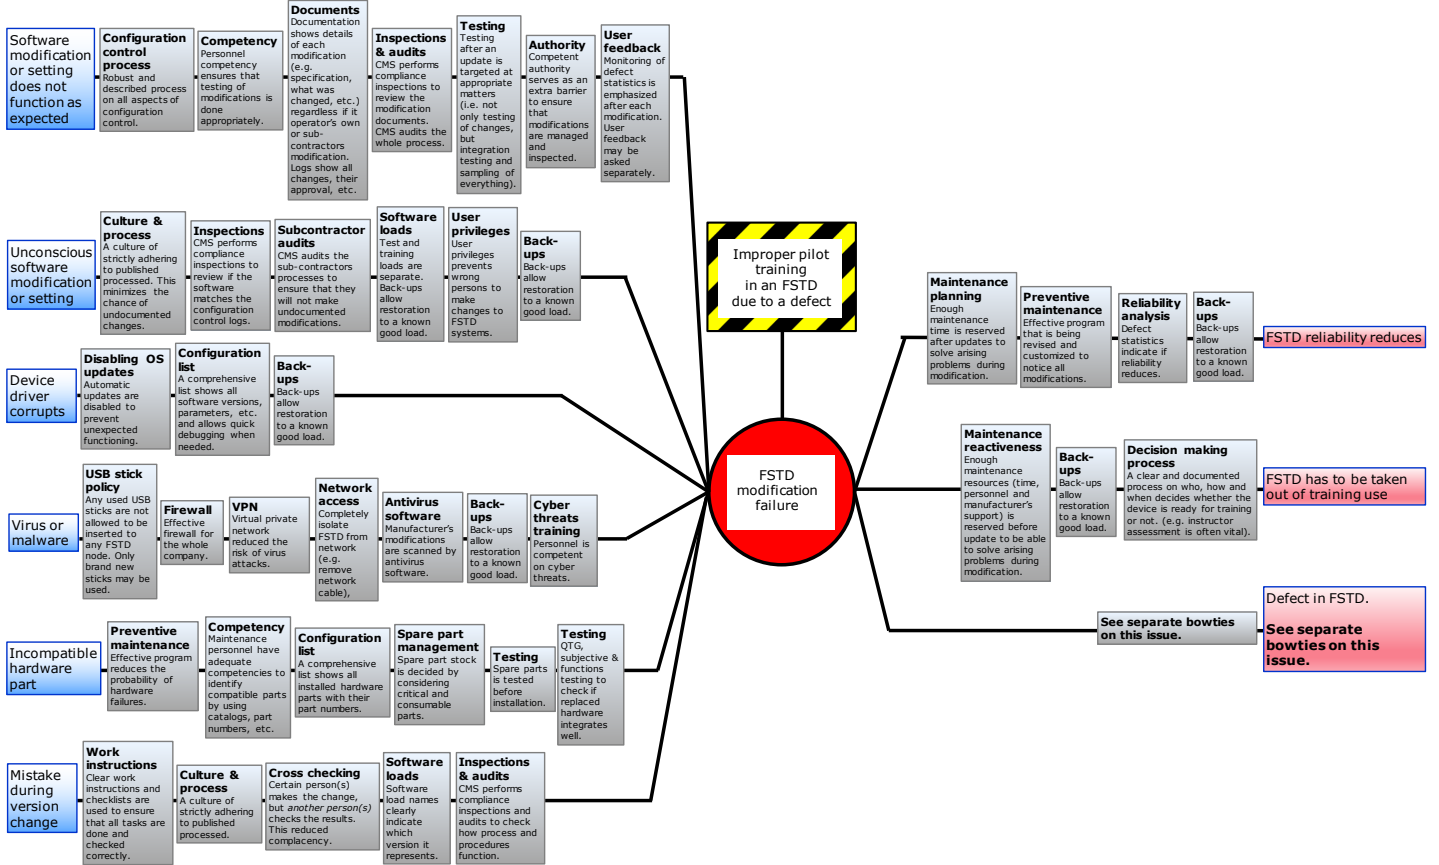 Software
modification
or setting
does not
function as
expected
Configuration
control
process
Robust and
described process
on all aspects of
configuration
control.
Competency
Personnel
competency
ensures that
testing of
modifications is
done
appropriately.
Documents
Documentation
shows details
of each
modification
(e.g.
specification,
what was
changed, etc.)
regardless if it
operator's own
or sub-
contractors
modification.
Logs show all
changes, their
approval, etc.
Inspections
& audits
CMS performs
compliance
inspections to
review the
modification
documents.
CMS audits the
whole process.
Testing
Testing
after an
update is
targeted at
appropriate
matters
(i.e. not
only testing
of changes,
but
integration
testing and
sampling of
everything).
Authority
Competent
authority
serves as an
extra barrier
to ensure
that
modifications
are managed
and
inspected.
User
feedback
Monitoring of
defect
statistics is
emphasized
after each
modification.
User
feedback
may be
asked
separately.
Unconscious
software
modification
or setting
Culture &
process
A culture of
strictly adhering
to published
processed. This
minimizes the
chance of
undocumented
changes.
Inspections
CMS performs
compliance
inspections to
review if the
software
matches the
configuration
control logs.
Subcontractor
audits
CMS audits the
sub-contractors
processes to
ensure that they
will not make
undocumented
modifications.
Software
loads
Test and
training
loads are
separate.
Back-ups
allow
restoration
to a known
good load.
User
privileges
User
privileges
prevents
wrong
persons to
make
changes to
FSTD
systems.
Back-
ups
Back-ups
allow
restoration
to a known
good load.
Device
driver
corrupts
Disabling OS
updates
Automatic
updates are
disabled to
prevent
unexpected
functioning.
Configuration
list
A comprehensive
list shows all
software versions,
parameters, etc.
and allows quick
debugging when
needed.
Back-
ups
Back-ups
allow
restoration
to a known
good load.
Virus or
malware
USB stick
policy
Any used USB
sticks are not
allowed to be
inserted to
any FSTD
node. Only
brand new
sticks may be
used.
Firewall
Effective
firewall for
the whole
company.
VPN
Virtual private
network
reduced the
risk of virus
attacks.
Network
access
Completely
isolate
FSTD from
network
(e.g.
remove
network
cable),
Antivirus
software
Manufacturer's
modifications
are scanned by
antivirus
software.
Back-
ups
Back-ups
allow
restoration
to a known
good load.
Cyber
threats
training
Personnel is
competent
on cyber
threats.
Incompatible
hardware
part
Preventive
maintenance
Effective program
reduces the
probability of
hardware
failures.
Competency
Maintenance
personnel have
adequate
competencies to
identify
compatible parts
by using
catalogs, part
numbers, etc.
Configuration
list
A comprehensive
list shows all
installed hardware
parts with their
part numbers.
Spare part
management
Spare part stock
is decided by
considering
critical and
consumable
parts.
Testing
Spare parts
is tested
before
installation.
Testing
QTG,
subjective &
functions
testing to
check if
replaced
hardware
integrates
well.
Mistake
during
version
change
Work
instructions
Clear work
instructions and
checklists are
used to ensure
that all tasks are
done and
checked
correctly.
Culture &
process
A culture of
strictly adhering
to published
processed.
Cross checking
Certain person(s)
makes the change,
but another person(s)
checks the results.
This reduced
complacency.
Software
loads
Software
load names
clearly
indicate
which
version it
represents.
Inspections
& audits
CMS performs
compliance
inspections and
audits to check
how process and
procedures
function.
Improper pilot
training
in an FSTD
due to a defect
FSTD
modification
failure
Maintenance
planning
Enough
maintenance
time is reserved
after updates to
solve arising
problems during
modification.
Preventive
maintenance
Effective program
that is being
revised and
customized to
notice all
modifications.
Reliability
analysis
Defect
statistics
indicate if
reliability
reduces.
Back-
ups
Back-ups
allow
restoration
to a known
good load.
FSTD reliability reduces
Maintenance
reactiveness
Enough
maintenance
resources (time,
personnel and
manufacturer's
support) is
reserved before
update to be able
to solve arising
problems during
modification.
Back-
ups
Back-ups
allow
restoration
to a known
good load.
Decision making
process
A clear and documented
process on who, how and
when decides whether the
device is ready for training
or not. (e.g. instructor
assessment is often vital).
FSTD has to be taken
out of training use
See separate bowties
on this issue.
Defect in FSTD.
See separate
bowties on this
issue.